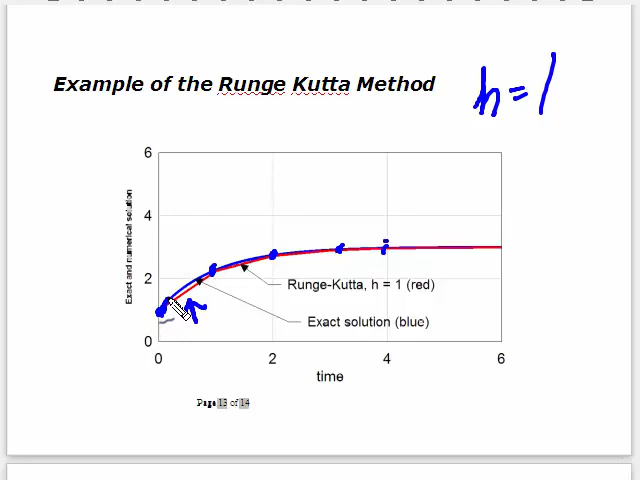 Example of the Runge Kutta Method
h = 1
6
4
2
0
Exact and numerical solution
Runge-Kutta, h = 1 (red)
Exact solution (blue)
0 2 4 6
time
Page 13 of 14